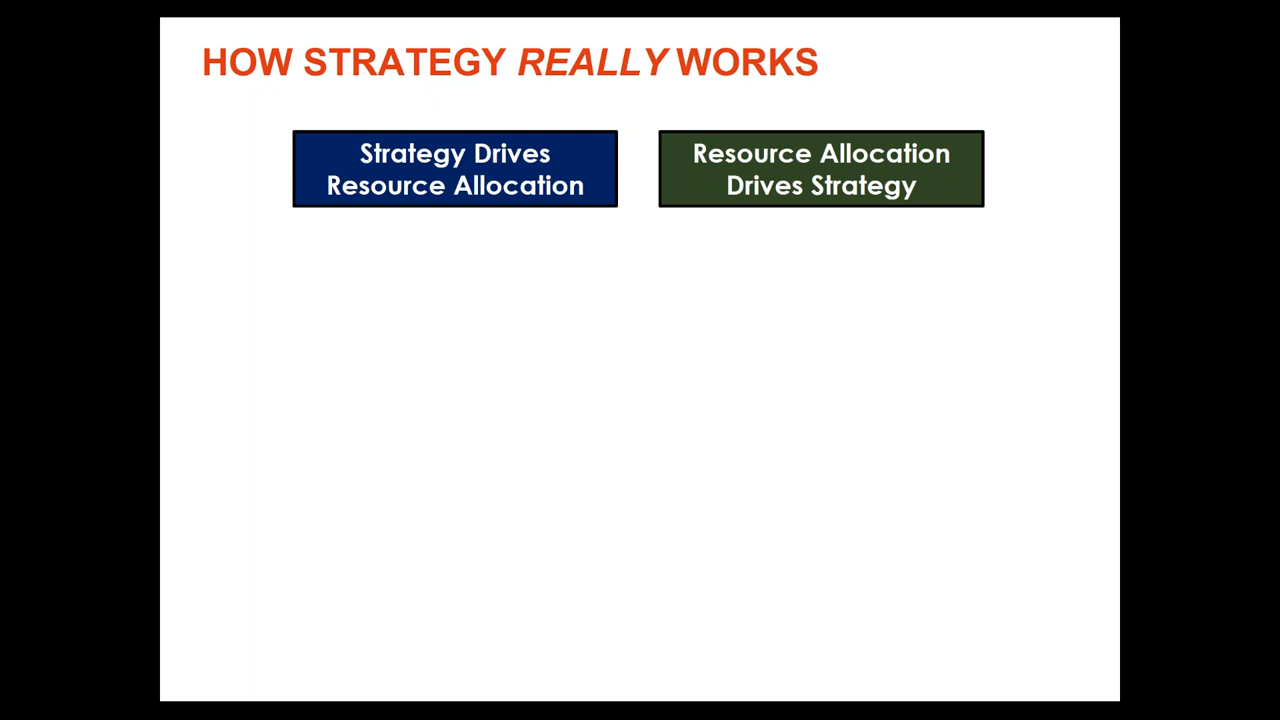 HOW STRATEGY REALLY WORKS
Strategy Drives
Resource Allocation
Resource Allocation
Drives Strategy